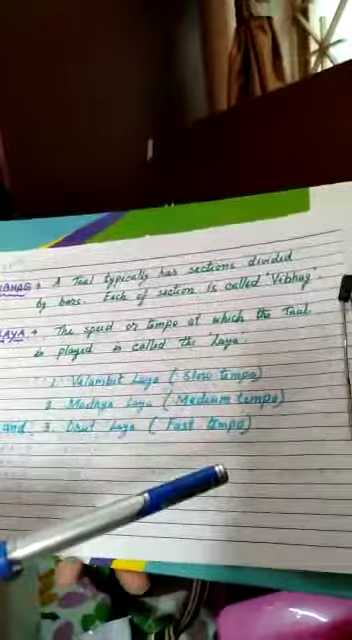 VIBHAG → A Taal typically has sections divided
by bars. Each of section is called 'Vibhag'.
LAYA → The speed or tempo at which the Taal
is played is called the Laya.
1. Valambit Laya (Slow tempo)
2. Madhya Laya (Medium tempo)
and 3. Drut Laya (Fast tempo)